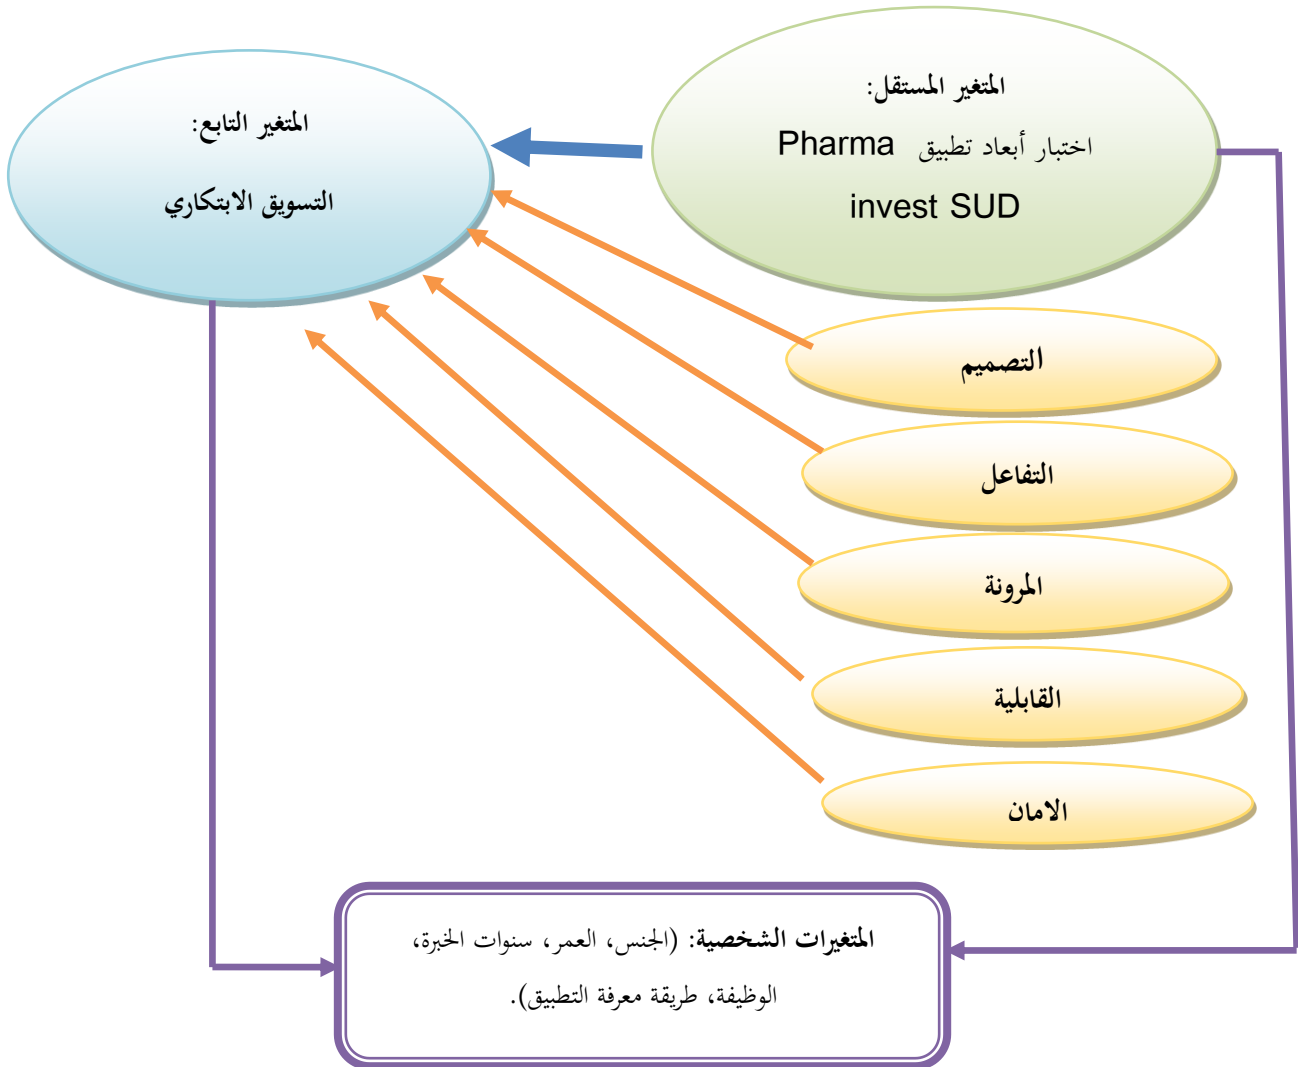 المتغير المستقل:
اختبار أبعاد تطبيق Pharma
invest SUD
المتغير التابع:
التسويق الابتكاري
التصميم
التفاعل
المرونة
القابلية
الامان
المتغيرات الشخصية: (الجنس، العمر، سنوات الخبرة،
الوظيفة، طريقة معرفة التطبيق).